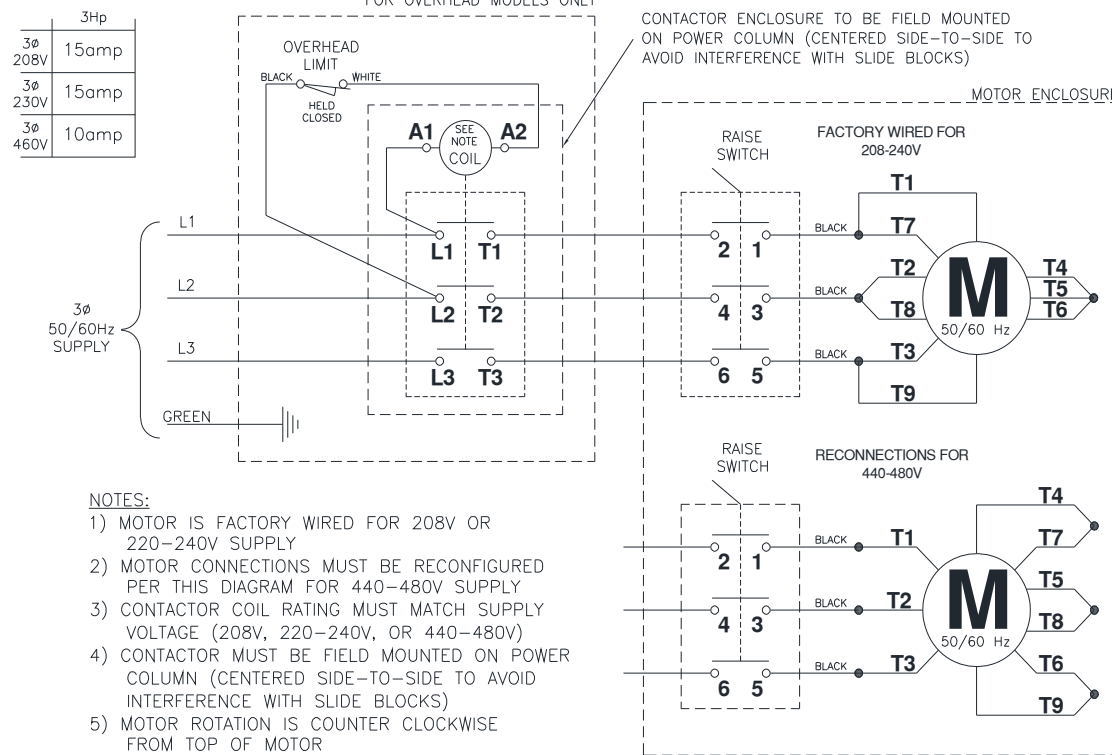 FOR OVERHEAD MODELS ONLY
3Hp
3ø 208V 15amp
3ø 230V 15amp
3ø 460V 10amp
OVERHEAD
LIMIT
BLACK WHITE
HELD
CLOSED
CONTACTOR ENCLOSURE TO BE FIELD MOUNTED
ON POWER COLUMN (CENTERED SIDE-TO-SIDE TO
AVOID INTERFERENCE WITH SLIDE BLOCKS)
MOTOR ENCLOSURE
A1 A2
SEE
NOTE
COIL
RAISE
SWITCH
FACTORY WIRED FOR
208-240V
L1
L2
L3
3ø
50/60Hz
SUPPLY
GREEN
L1 T1
L2 T2
L3 T3
2 1
4 3
6 5
BLACK
BLACK
BLACK
T1
T7
T2
T8
T3
T9
M
50/60 Hz
T4
T5
T6
RAISE
SWITCH
RECONNECTIONS FOR
440-480V
2 1
4 3
6 5
BLACK
BLACK
BLACK
T1
T2
T3
M
50/60 Hz
T4
T7
T5
T8
T6
T9
NOTES:
1) MOTOR IS FACTORY WIRED FOR 208V OR
220-240V SUPPLY
2) MOTOR CONNECTIONS MUST BE RECONFIGURED
PER THIS DIAGRAM FOR 440-480V SUPPLY
3) CONTACTOR COIL RATING MUST MATCH SUPPLY
VOLTAGE (208V, 220-240V, OR 440-480V)
4) CONTACTOR MUST BE FIELD MOUNTED ON POWER
COLUMN (CENTERED SIDE-TO-SIDE TO AVOID
INTERFERENCE WITH SLIDE BLOCKS)
5) MOTOR ROTATION IS COUNTER CLOCKWISE
FROM TOP OF MOTOR